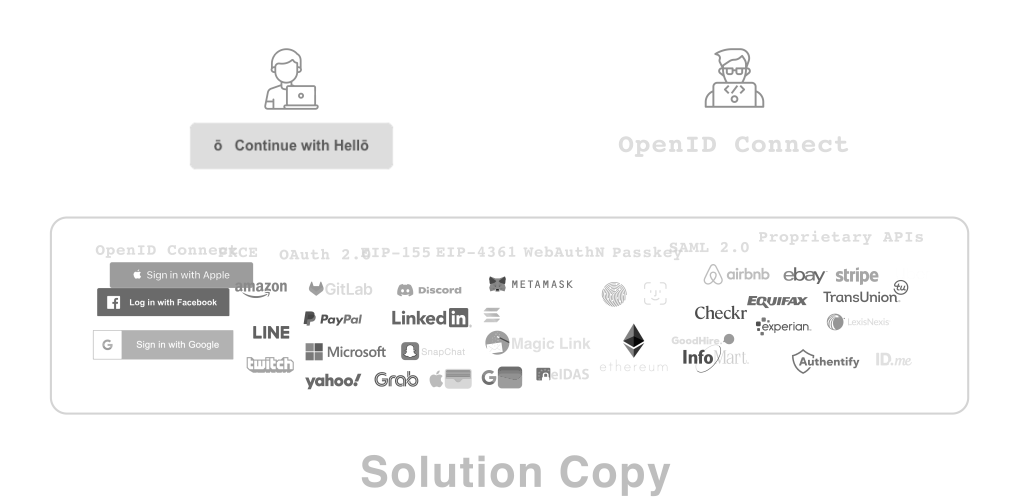 ō Continue with Hellō
OpenID Connect
OpenID Connect
PKCE
OAuth 2.0
EIP-155
EIP-4361
WebAuthN
Passkey
SAML 2.0
Proprietary APIs
Sign in with Apple
amazon
GitLab
Discord
METAMASK
airbnb
ebay
stripe
Log in with Facebook
PayPal
LinkedIn
Checkr
EQUIFAX
TransUnion
tu
LINE
experian.
LexisNexis
G Sign in with Google
Microsoft
SnapChat
Magic Link
GoodHire.
InfoMart.
twitch
ethereum
Authentify
ID.me
yahoo!
Grab
G
eIDAS
Solution Copy